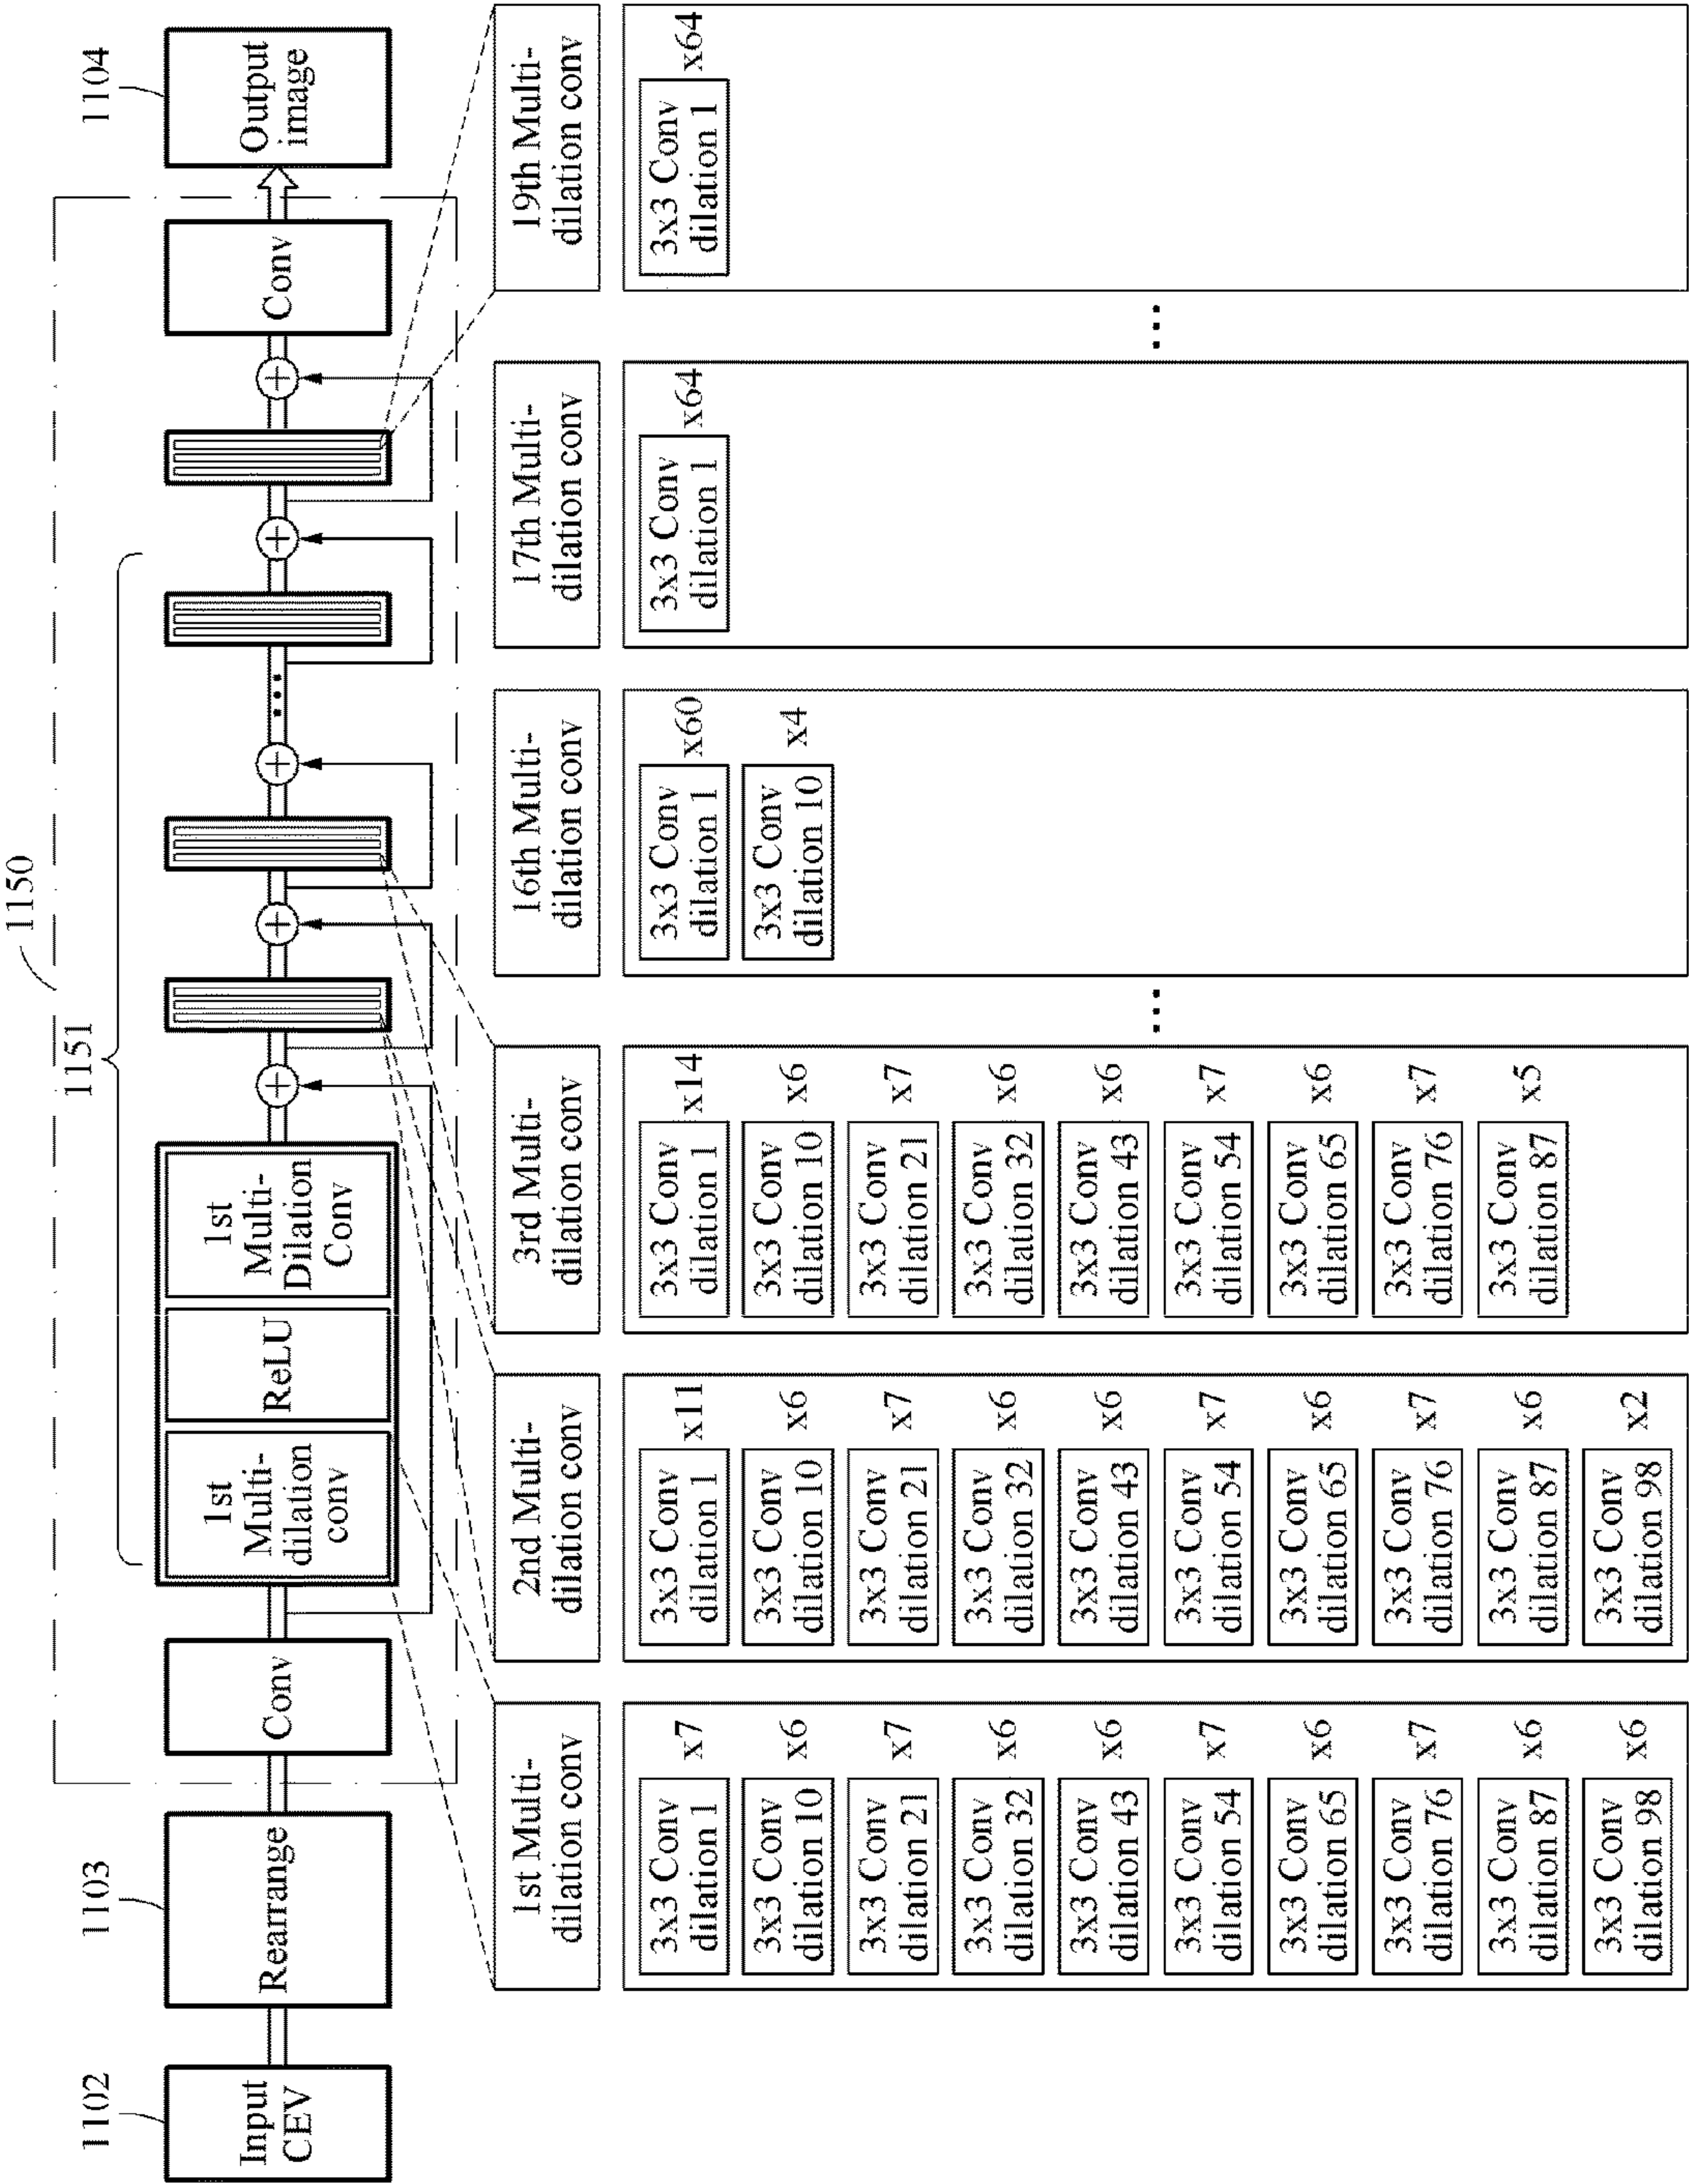 1150
1151
1102
1103
1104
Input
CEV
Rearrange
Conv
1st
Multi-
dilation
conv
ReLU
1st
Multi-
Dilation
Conv
...
Conv
Output
image
1st Multi-
dilation conv
3x3 Conv
dilation 1
x7
3x3 Conv
dilation 10
x6
3x3 Conv
dilation 21
x7
3x3 Conv
dilation 32
x6
3x3 Conv
dilation 43
x6
3x3 Conv
dilation 54
x7
3x3 Conv
dilation 65
x6
3x3 Conv
dilation 76
x7
3x3 Conv
dilation 87
x6
3x3 Conv
dilation 98
x6
2nd Multi-
dilation conv
3x3 Conv
dilation 1
x11
3x3 Conv
dilation 10
x6
3x3 Conv
dilation 21
x7
3x3 Conv
dilation 32
x6
3x3 Conv
dilation 43
x6
3x3 Conv
dilation 54
x7
3x3 Conv
dilation 65
x6
3x3 Conv
dilation 76
x7
3x3 Conv
dilation 87
x6
3x3 Conv
dilation 98
x2
3rd Multi-
dilation conv
3x3 Conv
dilation 1
x14
3x3 Conv
dilation 10
x6
3x3 Conv
dilation 21
x7
3x3 Conv
dilation 32
x6
3x3 Conv
dilation 43
x6
3x3 Conv
dilation 54
x7
3x3 Conv
dilation 65
x6
3x3 Conv
dilation 76
x7
3x3 Conv
dilation 87
x5
...
16th Multi-
dilation conv
3x3 Conv
dilation 1
x60
3x3 Conv
dilation 10
x4
17th Multi-
dilation conv
3x3 Conv
dilation 1
x64
...
19th Multi-
dilation conv
3x3 Conv
dilation 1
x64